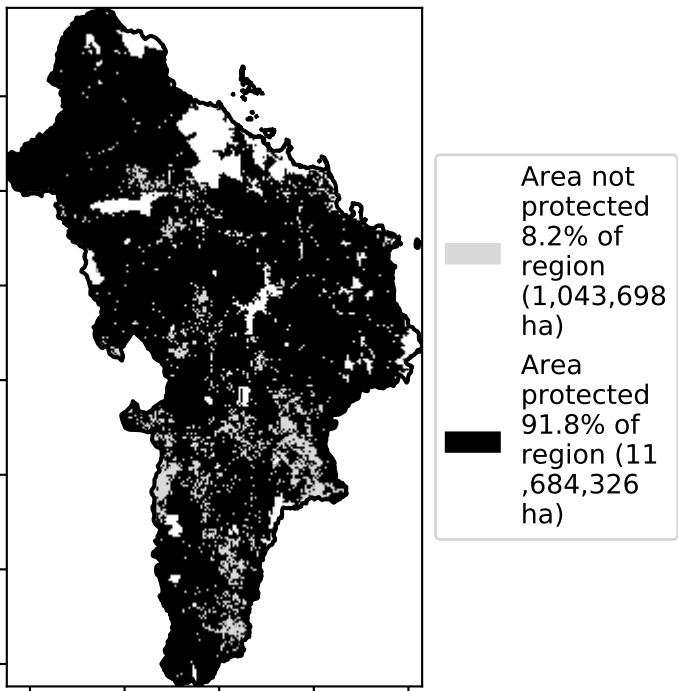 Area not
protected
8.2% of
region
(1,043,698
ha)
Area
protected
91.8% of
region (11
,684,326
ha)